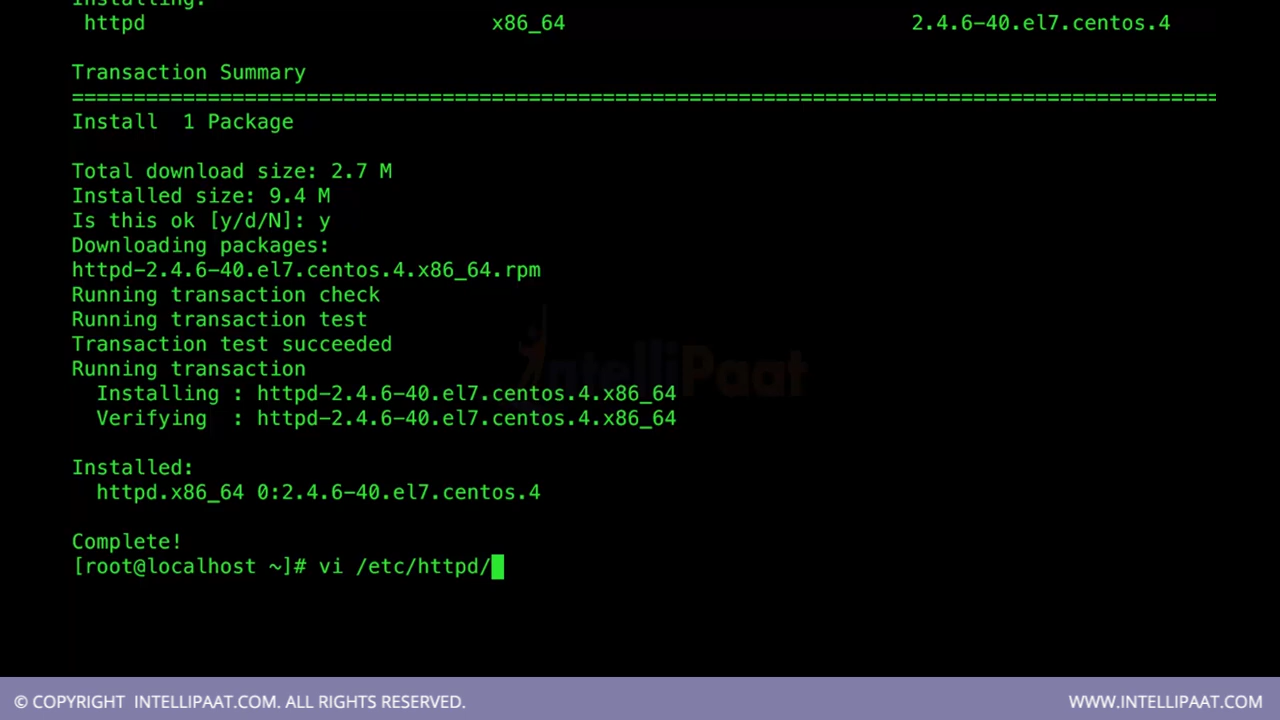 Installing:
httpd x86_64 2.4.6-40.el7.centos.4
Transaction Summary
=============================================================================================
Install 1 Package
Total download size: 2.7 M
Installed size: 9.4 M
Is this ok [y/d/N]: y
Downloading packages:
httpd-2.4.6-40.el7.centos.4.x86_64.rpm
Running transaction check
Running transaction test
Transaction test succeeded
Running transaction
Installing : httpd-2.4.6-40.el7.centos.4.x86_64
Verifying : httpd-2.4.6-40.el7.centos.4.x86_64
IntelliPaat
Installed:
httpd.x86_64 0:2.4.6-40.el7.centos.4
Complete!
[root@localhost ~]# vi /etc/httpd/
© COPYRIGHT INTELLIPAAT.COM. ALL RIGHTS RESERVED.
WWW.INTELLIPAAT.COM